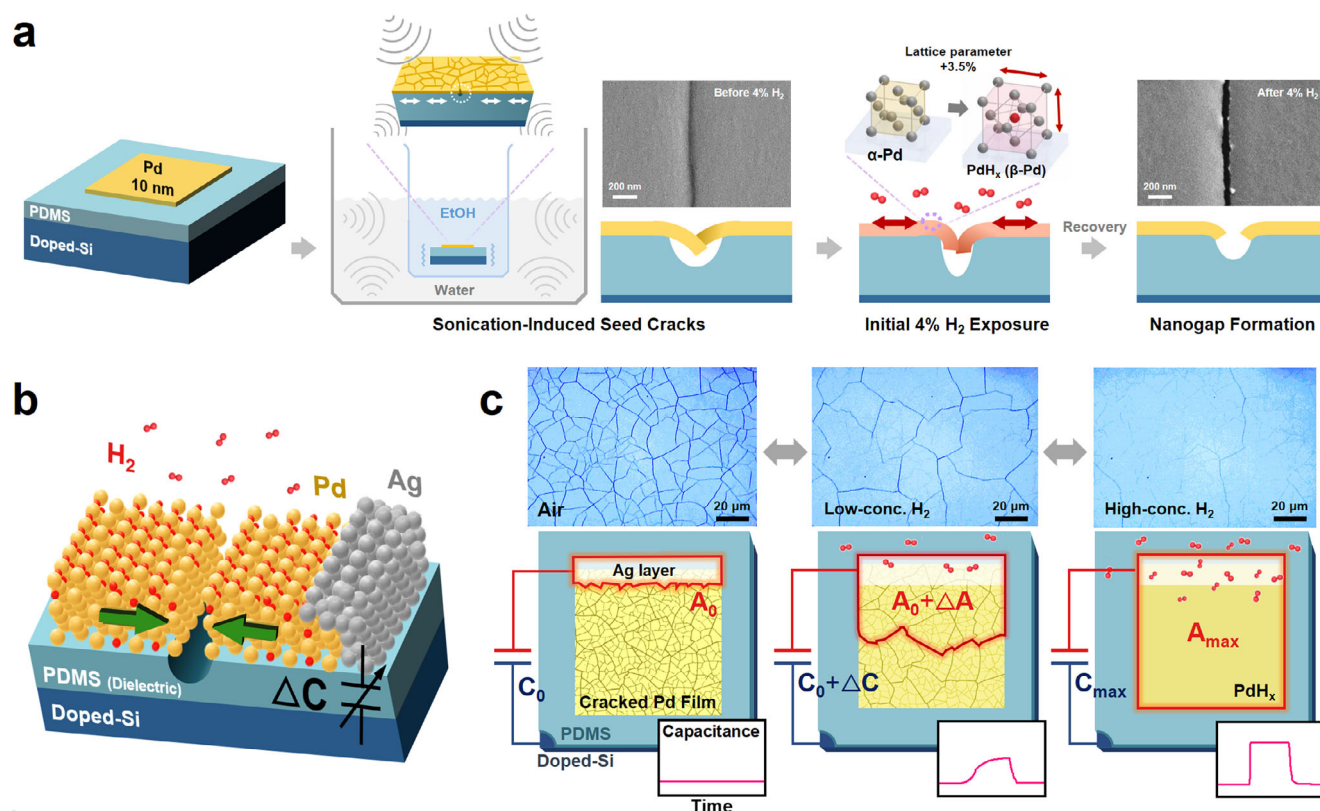 a
Pd
10 nm
PDMS
Doped-Si
EtOH
Water
Before 4% H₂
200 nm
Sonication-Induced Seed Cracks
Lattice parameter
+3.5%
α-Pd
PdHₓ (β-Pd)
Initial 4% H₂ Exposure
Recovery
After 4% H₂
200 nm
Nanogap Formation
b
H₂
Pd
Ag
PDMS (Dielectric)
ΔC
Doped-Si
c
Air
20 μm
Low-conc. H₂
20 μm
High-conc. H₂
20 μm
Ag layer
A₀
C₀
Cracked Pd Film
PDMS
Doped-Si
Capacitance
Time
A₀+△A
C₀+△C
Aₘₐₓ
Cₘₐₓ
PdHₓ